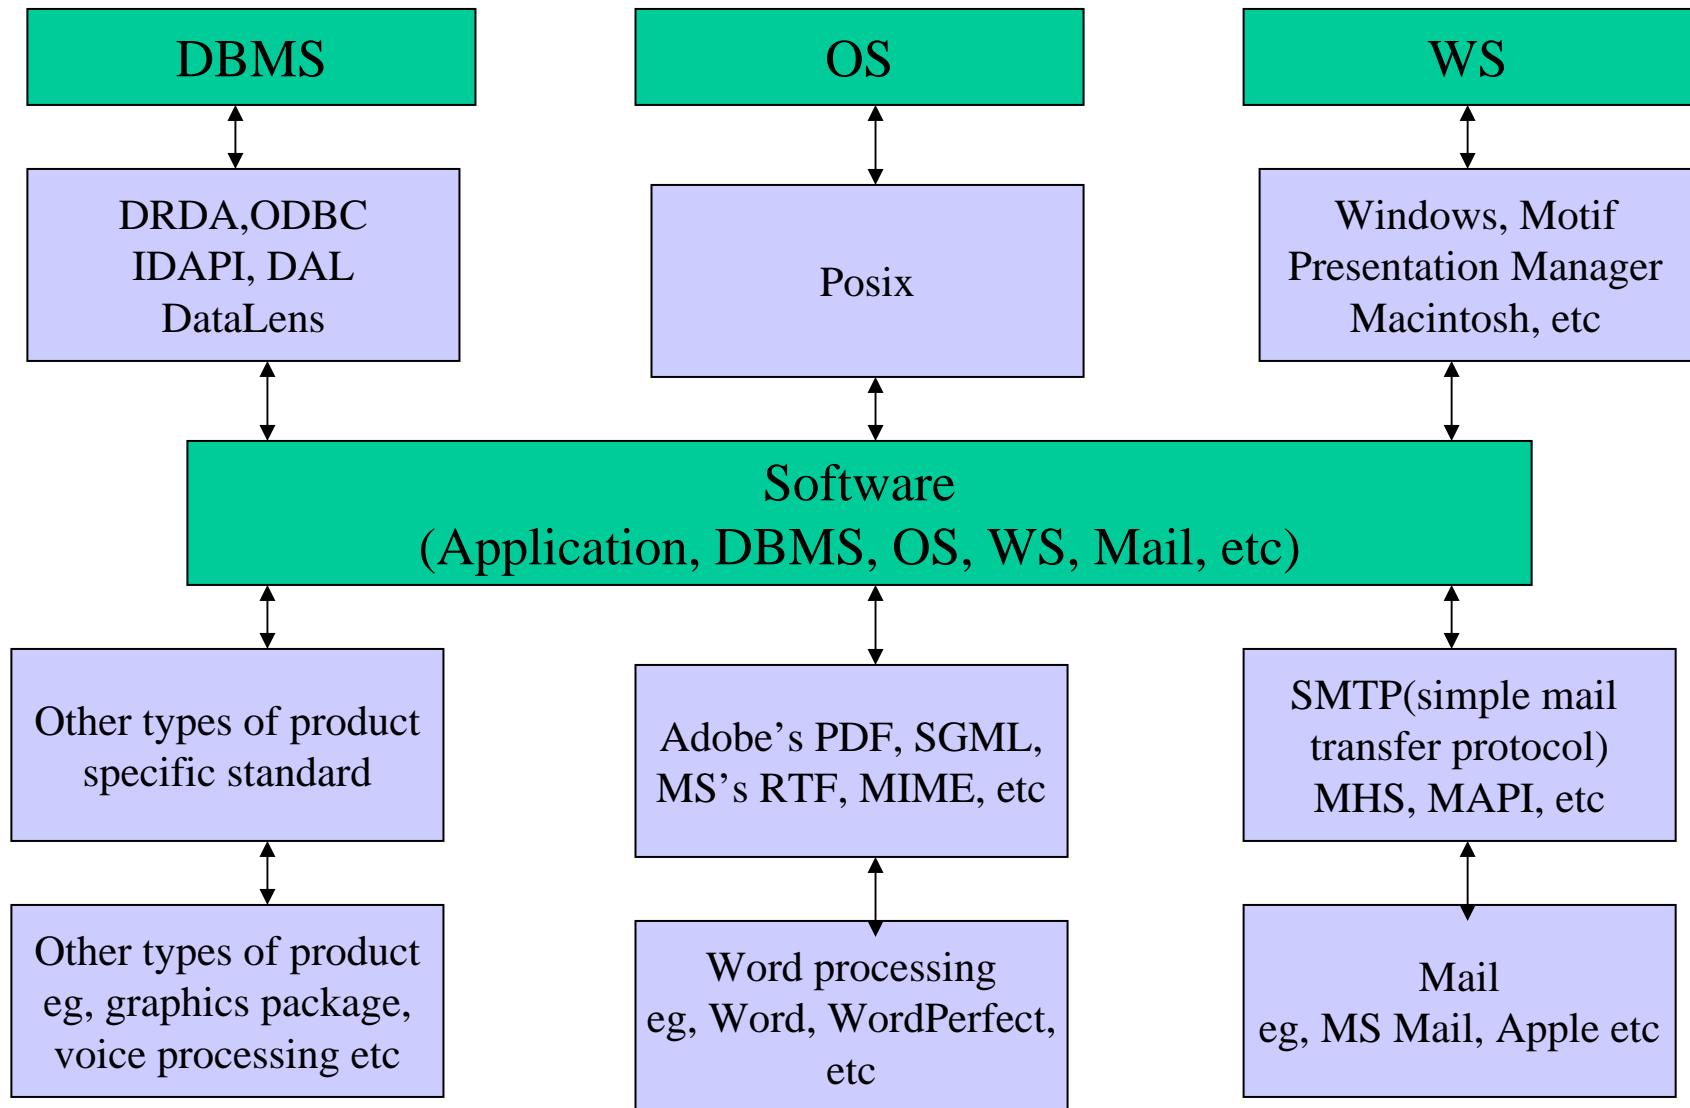 DBMS
OS
WS
DRDA,ODBC
IDAPI, DAL
DataLens
Posix
Windows, Motif
Presentation Manager
Macintosh, etc
Software
(Application, DBMS, OS, WS, Mail, etc)
Other types of product
specific standard
Adobe’s PDF, SGML,
MS’s RTF, MIME, etc
SMTP(simple mail
transfer protocol)
MHS, MAPI, etc
Other types of product
eg, graphics package,
voice processing etc
Word processing
eg, Word, WordPerfect,
etc
Mail
eg, MS Mail, Apple etc